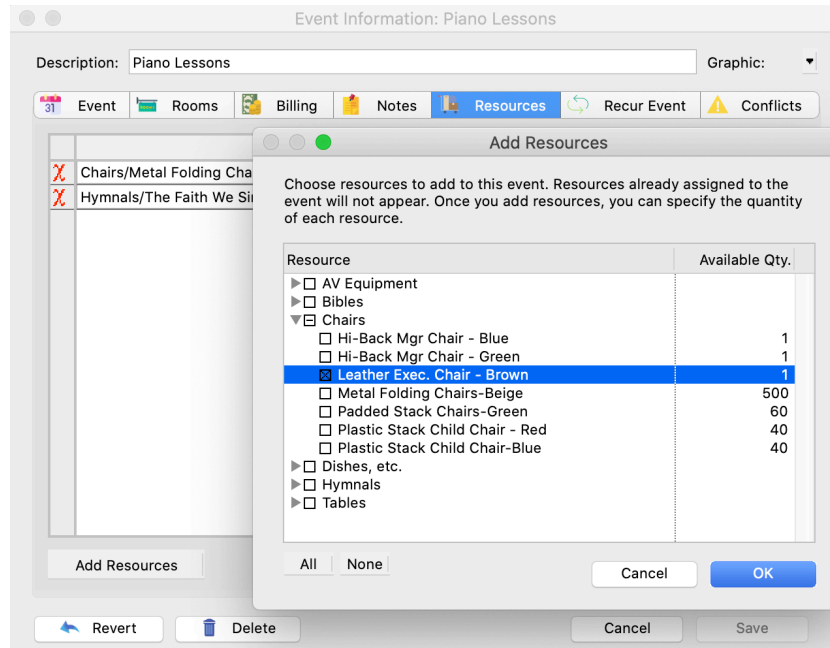 Event Information: Piano Lessons
Description: Piano Lessons Graphic:
31 Event Rooms Billing Notes Resources Recur Event Conflicts
Add Resources
Chairs/Metal Folding Cha
Hymnals/The Faith We Si
Choose resources to add to this event. Resources already assigned to the
event will not appear. Once you add resources, you can specify the quantity
of each resource.
Resource Available Qty.
AV Equipment
Bibles
Chairs
Hi-Back Mgr Chair - Blue 1
Hi-Back Mgr Chair - Green 1
Leather Exec. Chair - Brown 1
Metal Folding Chairs-Beige 500
Padded Stack Chairs-Green 60
Plastic Stack Child Chair - Red 40
Plastic Stack Child Chair-Blue 40
Dishes, etc.
Hymnals
Tables
All None
Cancel OK
Add Resources
Revert Delete Cancel Save